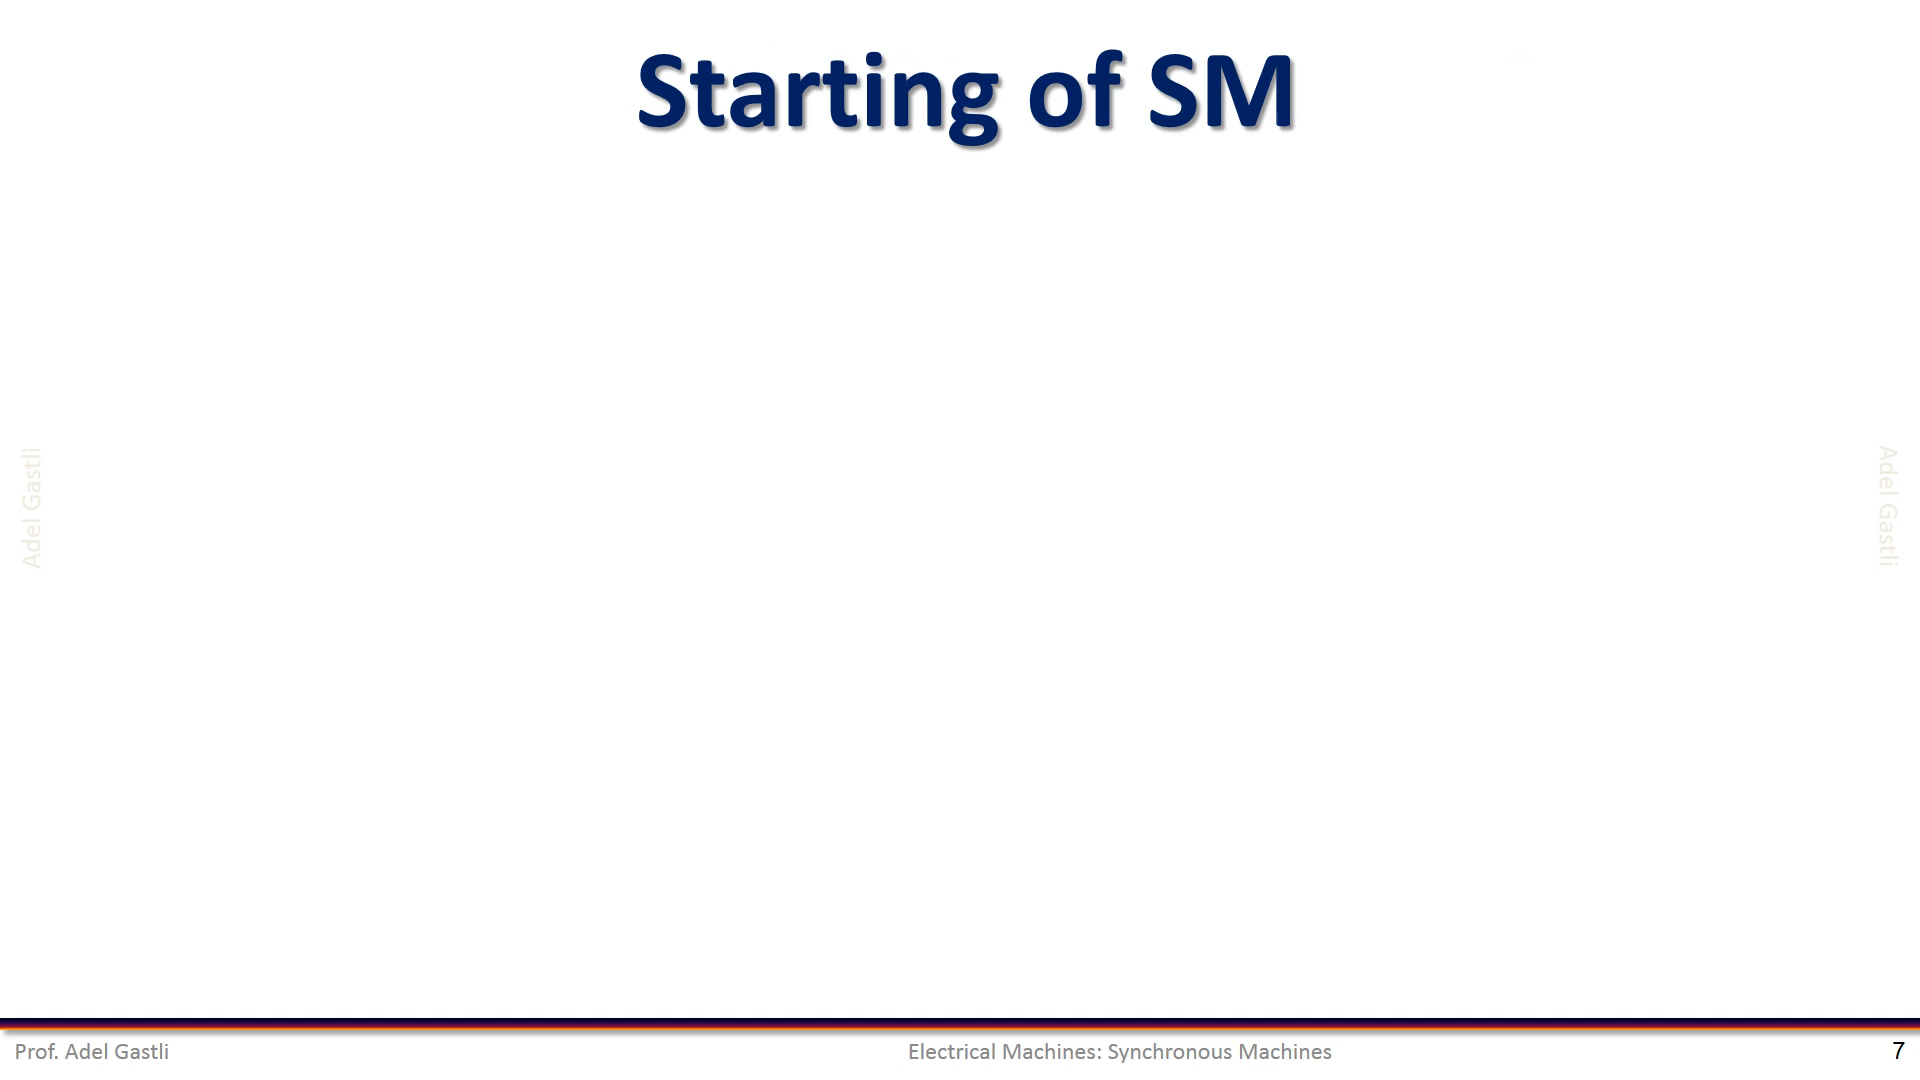 Starting of SM
Adel Gastli
Adel Gastli
Prof. Adel Gastli
Electrical Machines: Synchronous Machines
7